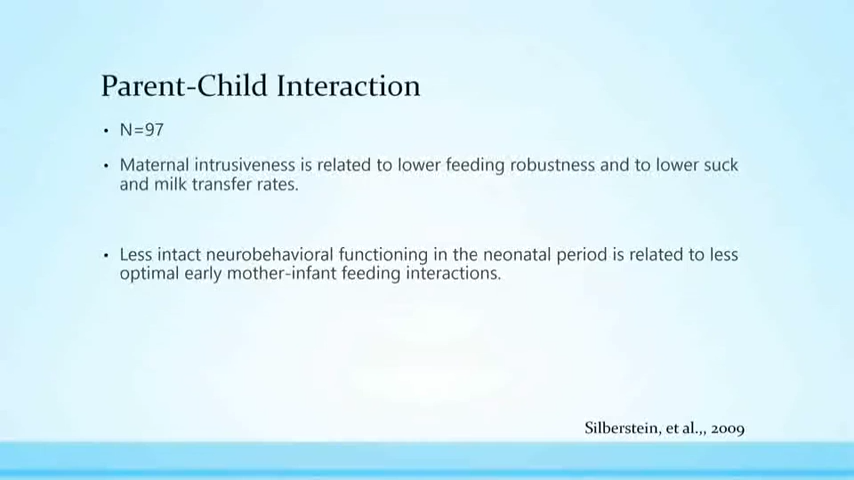 Parent-Child Interaction
• N=97
• Maternal intrusiveness is related to lower feeding robustness and to lower suck
and milk transfer rates.
• Less intact neurobehavioral functioning in the neonatal period is related to less
optimal early mother-infant feeding interactions.
Silberstein, et al.,, 2009